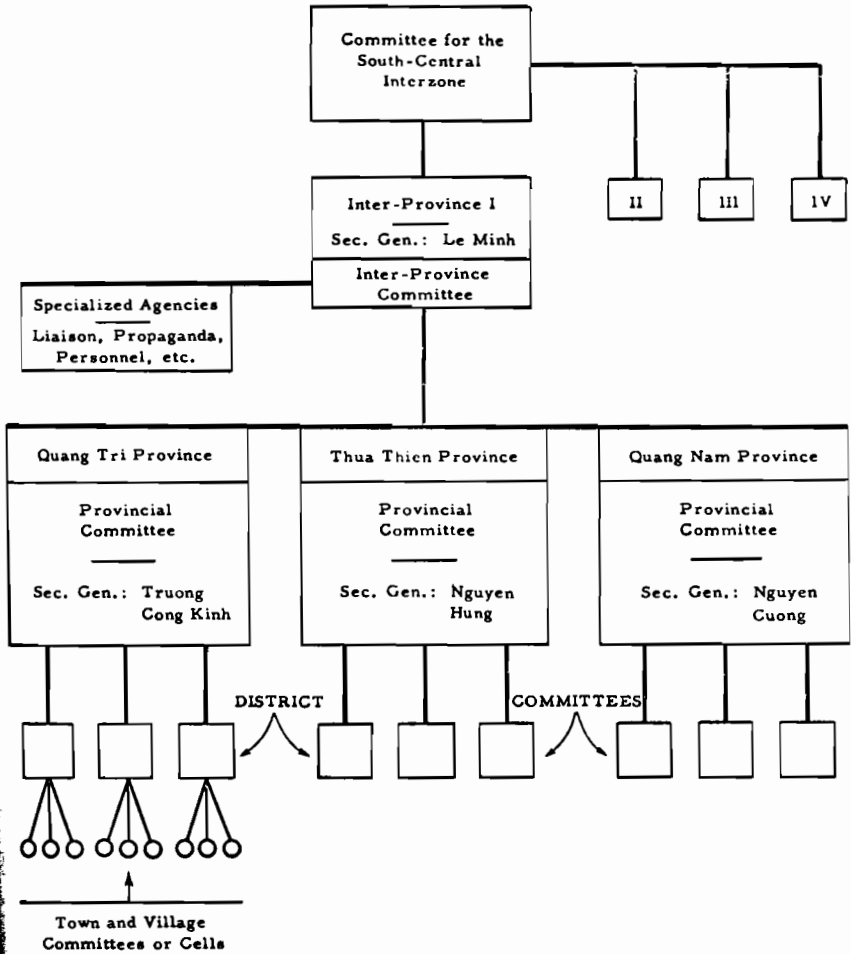 Committee for the
South-Central
Interzone
II
III
IV
Inter-Province I
Sec. Gen.: Le Minh
Inter-Province
Committee
Specialized Agencies
Liaison, Propaganda,
Personnel, etc.
Quang Tri Province
Provincial
Committee
Sec. Gen.: Truong
Cong Kinh
Thua Thien Province
Provincial
Committee
Sec. Gen.: Nguyen
Hung
Quang Nam Province
Provincial
Committee
Sec. Gen.: Nguyen
Cuong
DISTRICT COMMITTEES
Town and Village
Committees or Cells